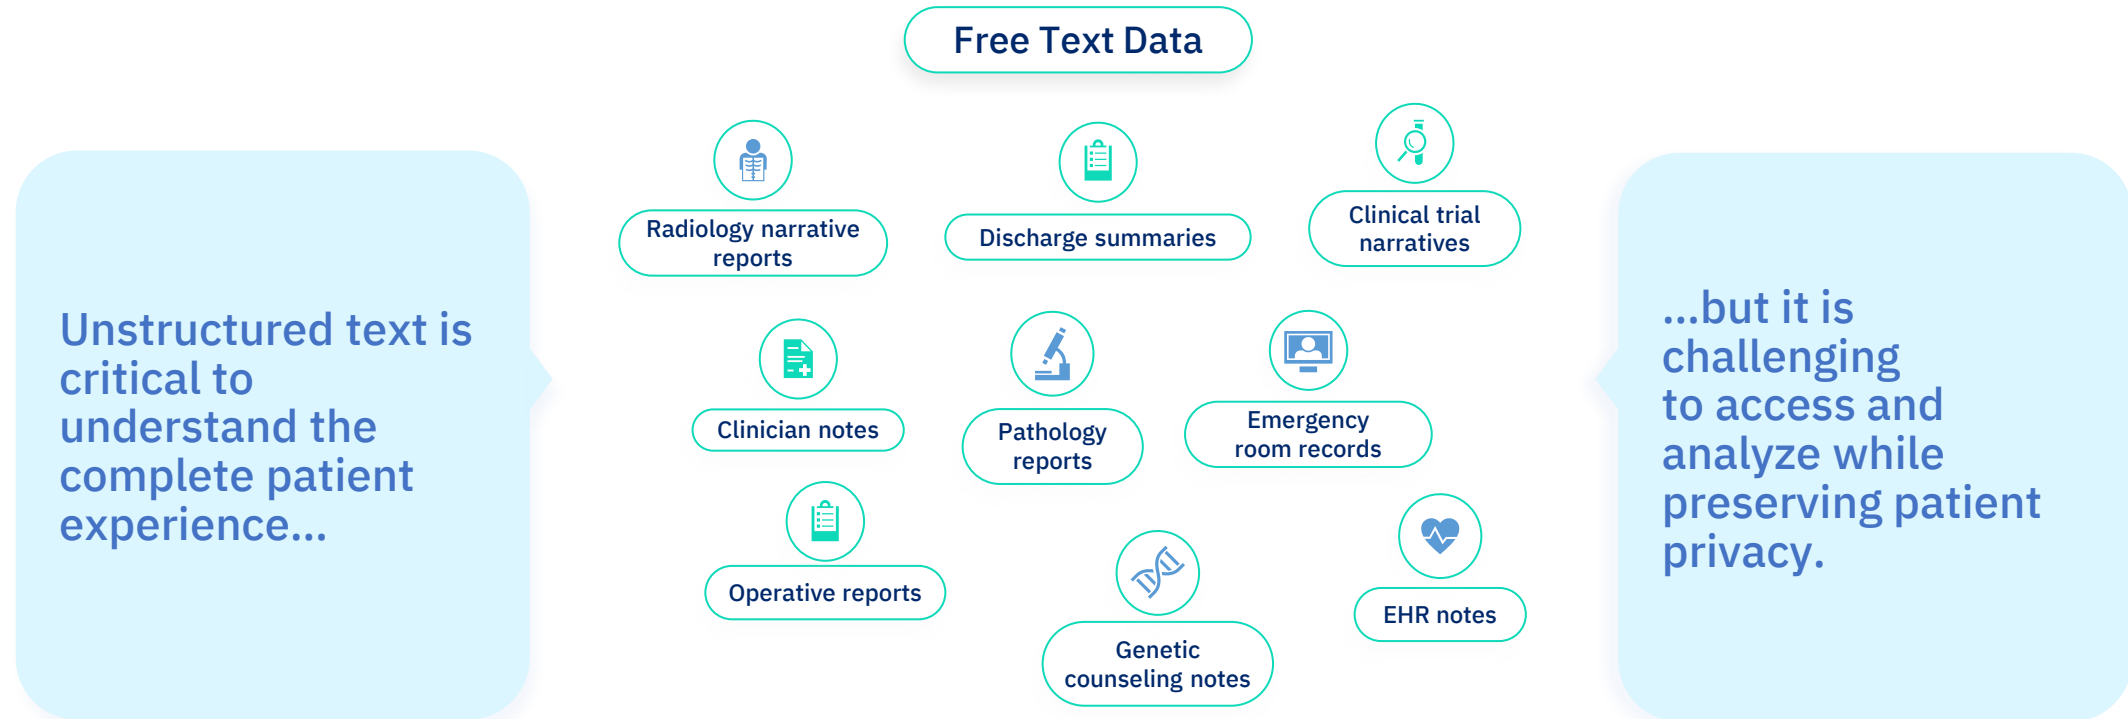 Free Text Data
Unstructured text is
critical to
understand the
complete patient
experience...
Radiology narrative
reports
Discharge summaries
Clinical trial
narratives
Clinician notes
Pathology
reports
Emergency
room records
Operative reports
Genetic
counseling notes
EHR notes
...but it is
challenging
to access and
analyze while
preserving patient
privacy.